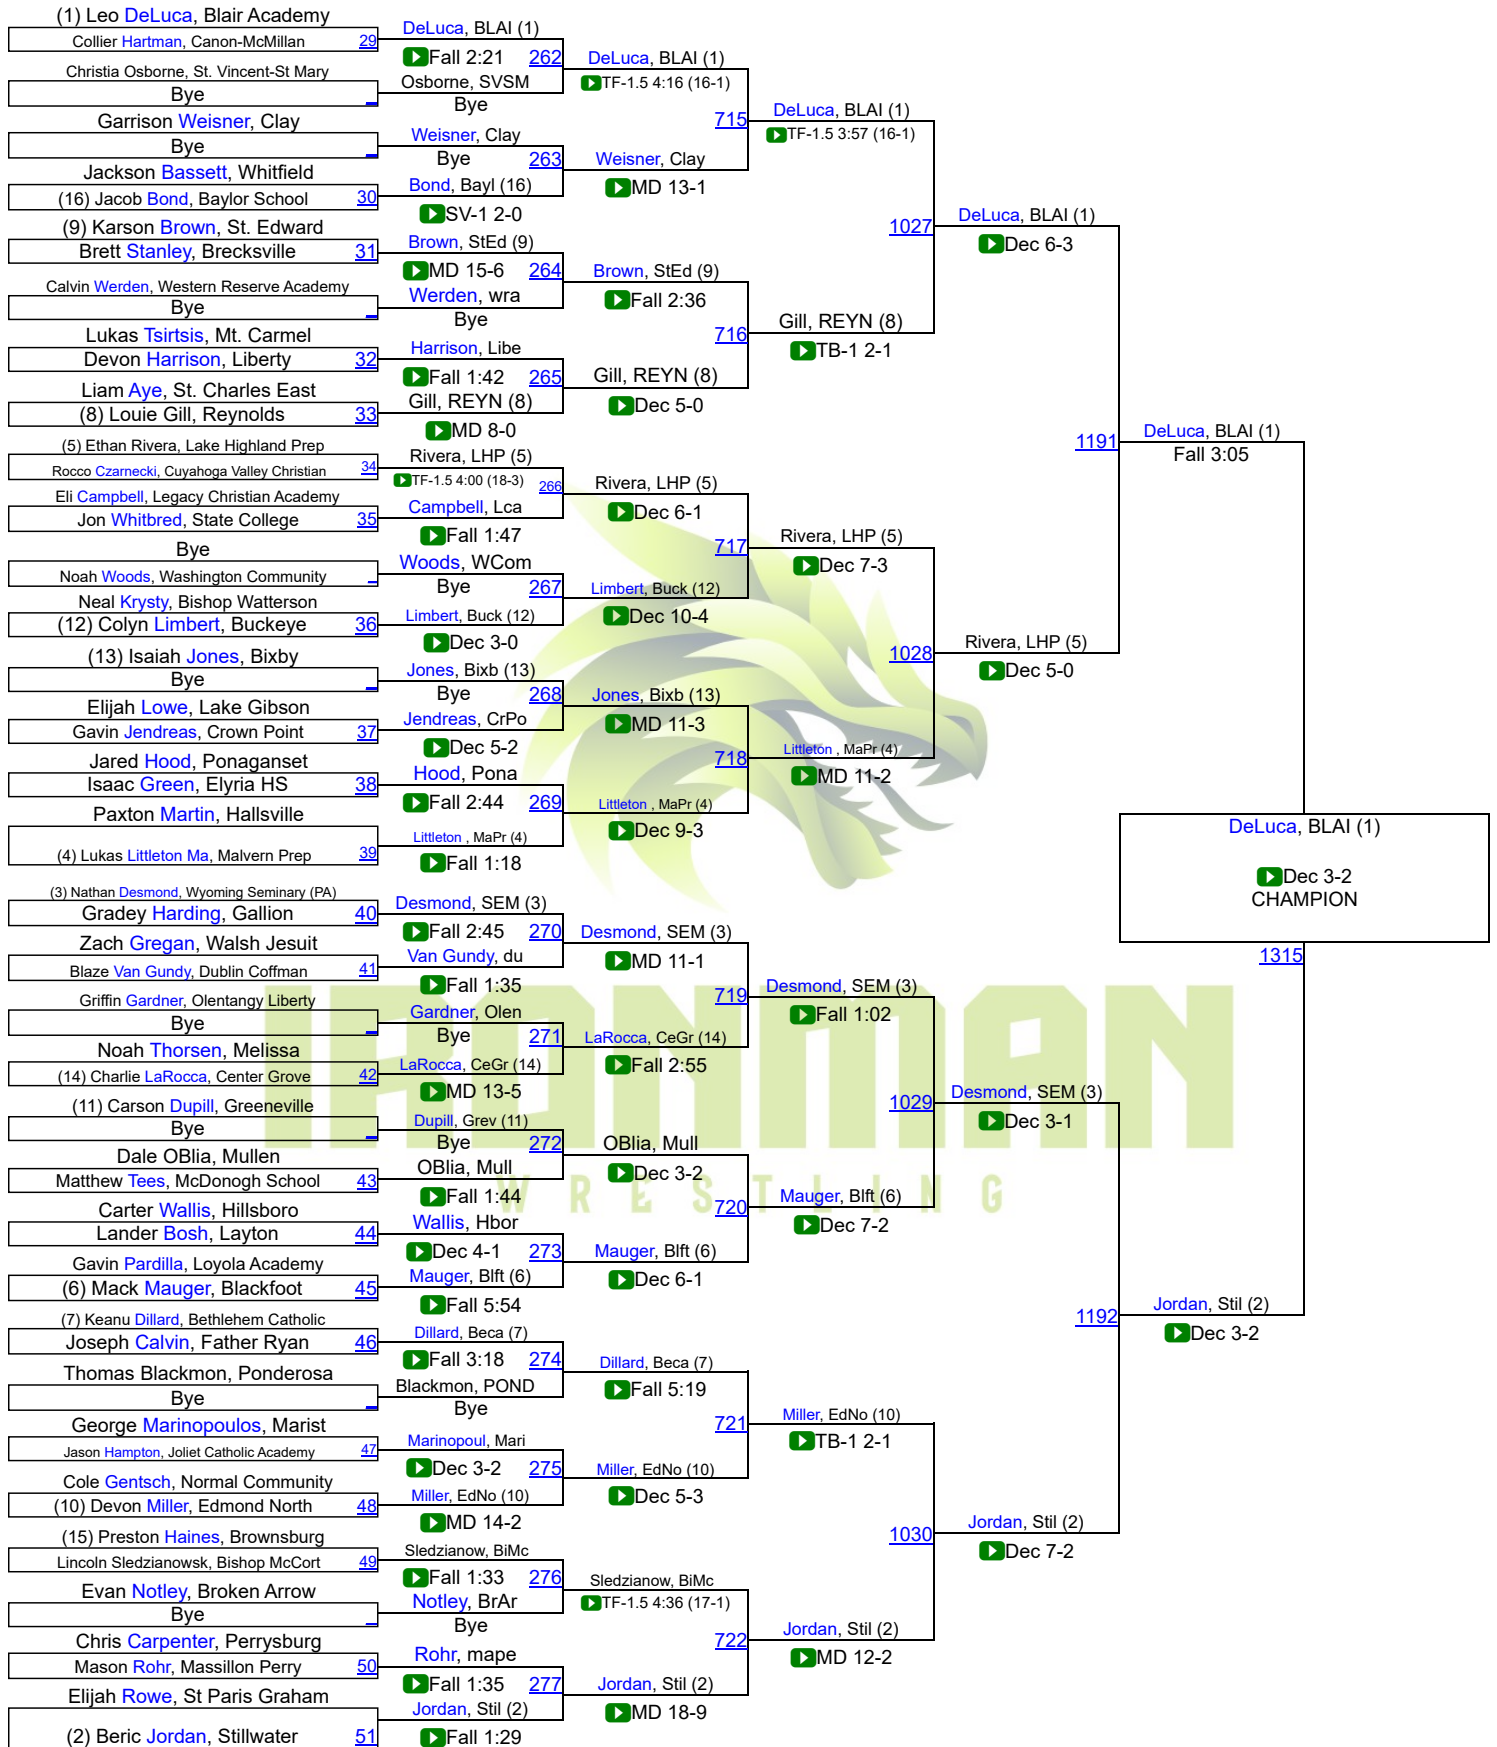 (1) Leo DeLuca, Blair Academy
Collier Hartman, Canon-McMillan 29
Christia Osborne, St. Vincent-St Mary
Bye
Garrison Weisner, Clay
Bye
Jackson Bassett, Whitfield
(16) Jacob Bond, Baylor School 30
(9) Karson Brown, St. Edward
Brett Stanley, Brecksville 31
Calvin Werden, Western Reserve Academy
Bye
Lukas Tsirtsis, Mt. Carmel
Devon Harrison, Liberty 32
Liam Aye, St. Charles East
(8) Louie Gill, Reynolds 33
(5) Ethan Rivera, Lake Highland Prep
Rocco Czarnecki, Cuyahoga Valley Christian 34
Eli Campbell, Legacy Christian Academy
Jon Whitbred, State College 35
Bye
Noah Woods, Washington Community
Neal Krysty, Bishop Watterson
(12) Colyn Limbert, Buckeye 36
(13) Isaiah Jones, Bixby
Bye
Elijah Lowe, Lake Gibson
Gavin Jendreas, Crown Point 37
Jared Hood, Ponaganset
Isaac Green, Elyria HS 38
Paxton Martin, Hallsville
(4) Lukas Littleton Ma, Malvern Prep 39
(3) Nathan Desmond, Wyoming Seminary (PA)
Gradey Harding, Gallion 40
Zach Gregan, Walsh Jesuit
Blaze Van Gundy, Dublin Coffman 41
Griffin Gardner, Olentangy Liberty
Bye
Noah Thorsen, Melissa
(14) Charlie LaRocca, Center Grove 42
(11) Carson Dupill, Greeneville
Bye
Dale OBlia, Mullen
Matthew Tees, McDonogh School 43
Carter Wallis, Hillsboro
Lander Bosh, Layton 44
Gavin Pardilla, Loyola Academy
(6) Mack Mauger, Blackfoot 45
(7) Keanu Dillard, Bethlehem Catholic
Joseph Calvin, Father Ryan 46
Thomas Blackmon, Ponderosa
Bye
George Marinopoulos, Marist
Jason Hampton, Joliet Catholic Academy 47
Cole Gentsch, Normal Community
(10) Devon Miller, Edmond North 48
(15) Preston Haines, Brownsburg
Lincoln Sledzianowsk, Bishop McCort 49
Evan Notley, Broken Arrow
Bye
Chris Carpenter, Perrysburg
Mason Rohr, Massillon Perry 50
Elijah Rowe, St Paris Graham
(2) Beric Jordan, Stillwater 51
DeLuca, BLAI (1)
Fall 2:21 262
Osborne, SVSM
Bye
Weisner, Clay
Bye 263
Bond, Bayl (16)
SV-1 2-0
Brown, StEd (9)
MD 15-6 264
Werden, wra
Bye
Harrison, Libe
Fall 1:42 265
Gill, REYN (8)
MD 8-0
Rivera, LHP (5)
TF-1.5 4:00 (18-3) 266
Campbell, Lca
Fall 1:47
Woods, WCom
Bye 267
Limbert, Buck (12)
Dec 3-0
Jones, Bixb (13)
Bye 268
Jendreas, CrPo
Dec 5-2
Hood, Pona
Fall 2:44 269
Littleton , MaPr (4)
Fall 1:18
Desmond, SEM (3)
Fall 2:45 270
Van Gundy, du
Fall 1:35
Gardner, Olen
Bye 271
LaRocca, CeGr (14)
MD 13-5
Dupill, Grev (11)
Bye 272
OBlia, Mull
Fall 1:44
Wallis, Hbor
Dec 4-1 273
Mauger, Blft (6)
Fall 5:54
Dillard, Beca (7)
Fall 3:18 274
Blackmon, POND
Bye
Marinopoul, Mari
Dec 3-2 275
Miller, EdNo (10)
MD 14-2
Sledzianow, BiMc
Fall 1:33 276
Notley, BrAr
Bye
Rohr, mape
Fall 1:35 277
Jordan, Stil (2)
Fall 1:29
DeLuca, BLAI (1)
TF-1.5 4:16 (16-1)
715
Weisner, Clay
MD 13-1
Brown, StEd (9)
Fall 2:36
716
Gill, REYN (8)
Dec 5-0
Rivera, LHP (5)
Dec 6-1
717
Limbert, Buck (12)
Dec 10-4
Jones, Bixb (13)
MD 11-3
718
Littleton , MaPr (4)
Dec 9-3
Desmond, SEM (3)
MD 11-1
719
LaRocca, CeGr (14)
Fall 2:55
OBlia, Mull
Dec 3-2
720
Mauger, Blft (6)
Dec 6-1
Dillard, Beca (7)
Fall 5:19
721
Miller, EdNo (10)
Dec 5-3
Sledzianow, BiMc
TF-1.5 4:36 (17-1)
722
Jordan, Stil (2)
MD 18-9
DeLuca, BLAI (1)
TF-1.5 3:57 (16-1)
1027
Gill, REYN (8)
TB-1 2-1
Rivera, LHP (5)
Dec 7-3
1028
Littleton , MaPr (4)
MD 11-2
Desmond, SEM (3)
Fall 1:02
1029
Mauger, Blft (6)
Dec 7-2
Miller, EdNo (10)
TB-1 2-1
1030
Jordan, Stil (2)
MD 12-2
DeLuca, BLAI (1)
Dec 6-3
1191
Rivera, LHP (5)
Dec 5-0
Desmond, SEM (3)
Dec 3-1
1192
Jordan, Stil (2)
Dec 7-2
DeLuca, BLAI (1)
Fall 3:05
Jordan, Stil (2)
Dec 3-2
DeLuca, BLAI (1)
Dec 3-2
CHAMPION
1315
IRONMAN
WRESTLING